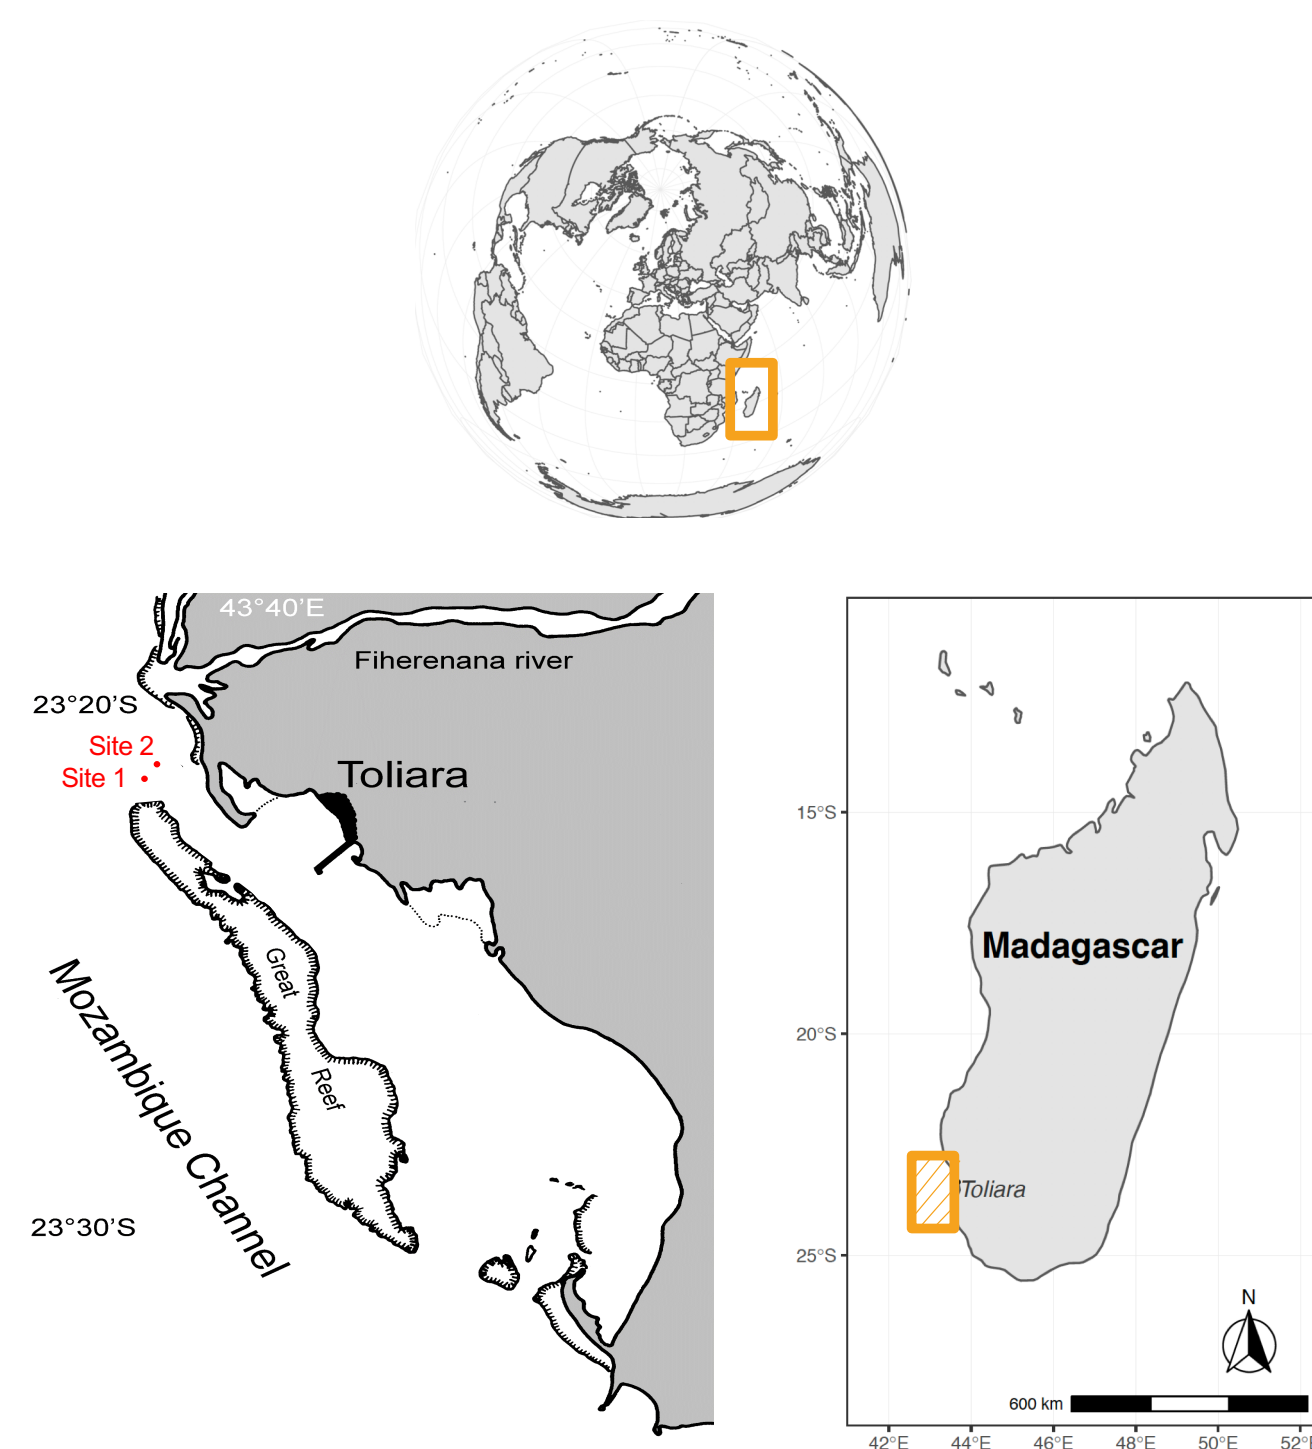 43°40’E
Fiherenana river
23°20’S
Site 2
Site 1
Toliara
Great
Reef
Mozambique Channel
23°30’S
15°S
Madagascar
20°S
Toliara
25°S
N
600 km
42°E 44°E 46°E 48°E 50°E 52°